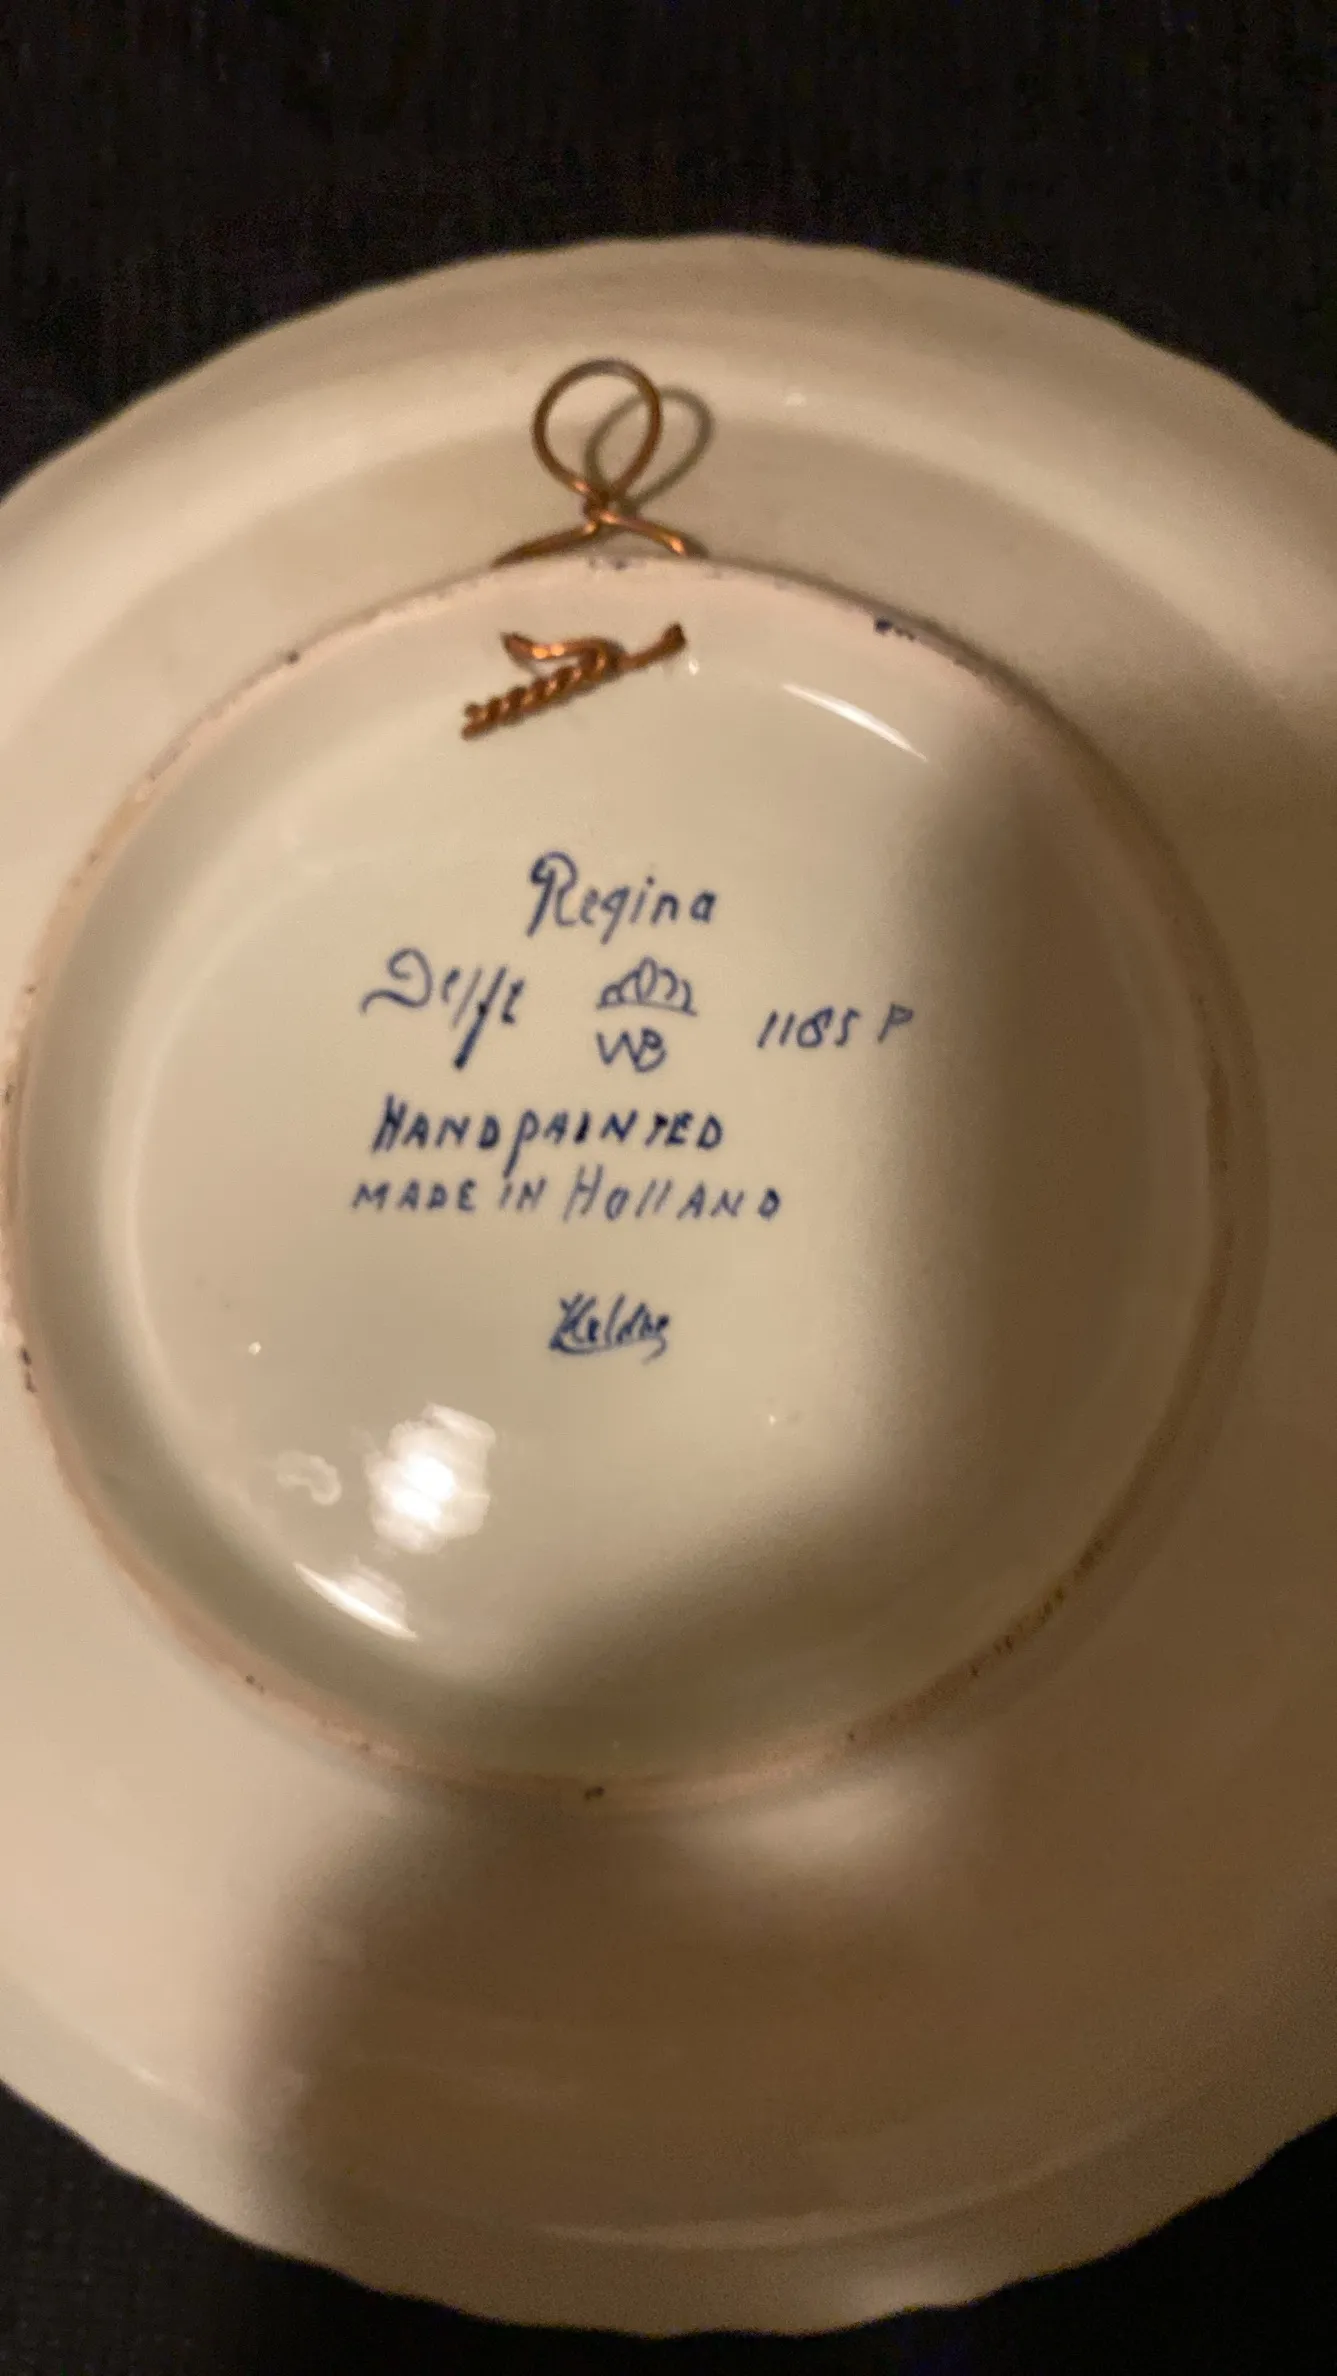 Regina
Delft WB 1185 P
HANDPAINTED
MADE IN HOllAND